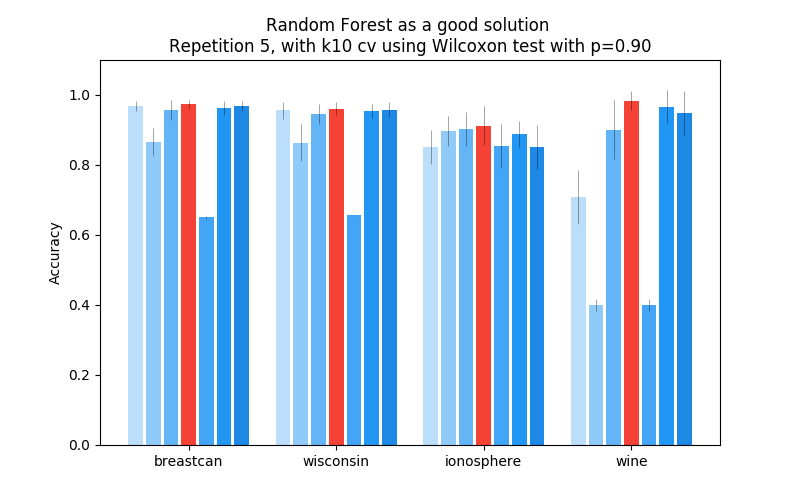 Random Forest as a good solution
Repetition 5, with k10 cv using Wilcoxon test with p=0.90
1.0
0.8
0.6
0.4
0.2
0.0
Accuracy
breastcan
wisconsin
ionosphere
wine